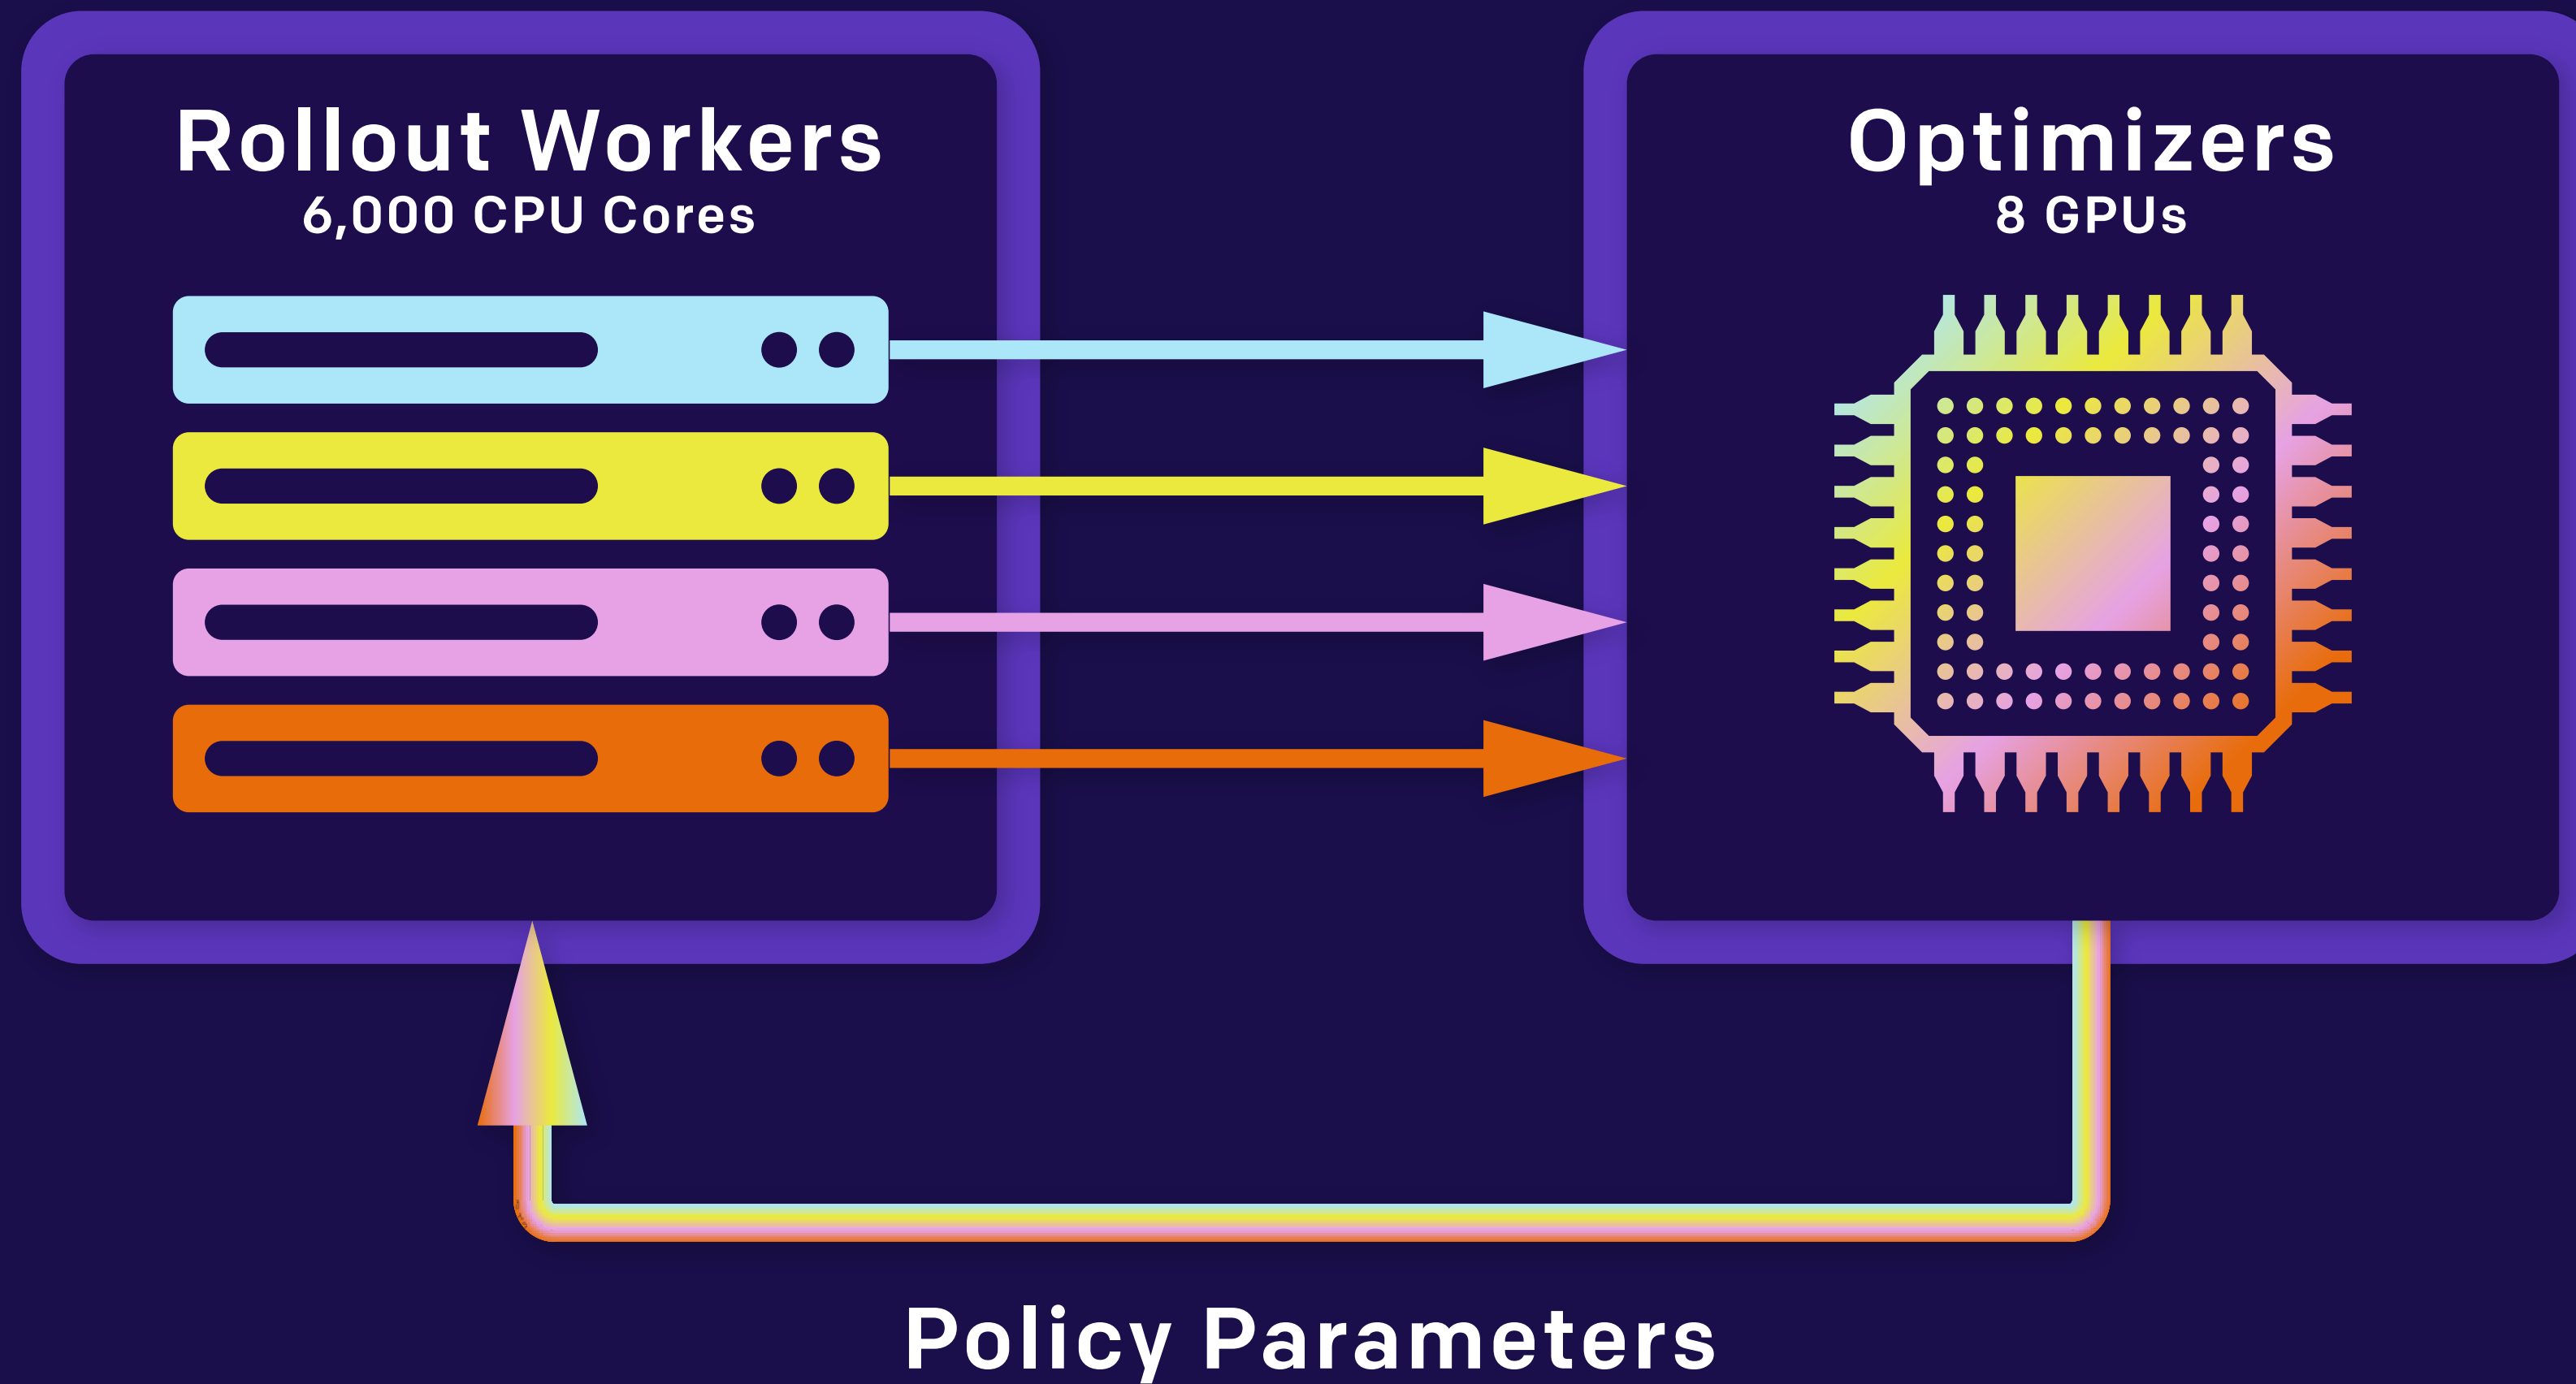 Rollout Workers
6,000 CPU Cores
Optimizers
8 GPUs
Policy Parameters